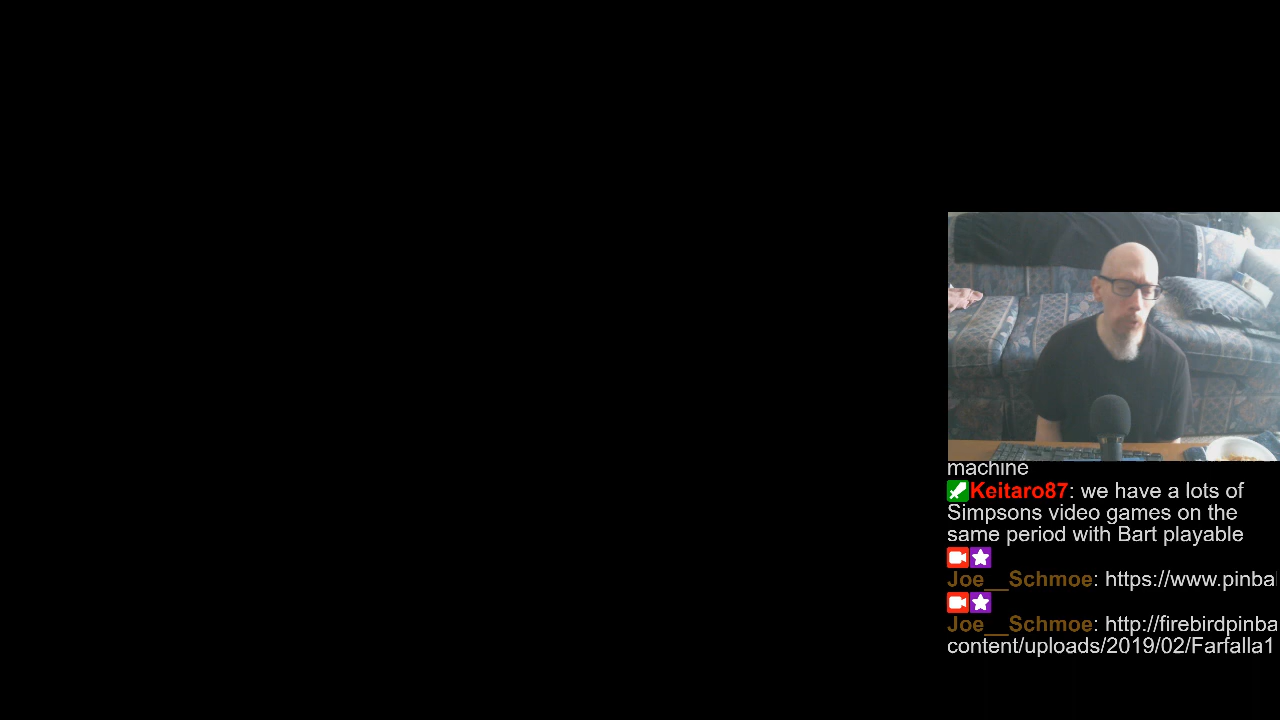 machine
Keitaro87: we have a lots of
Simpsons video games on the
same period with Bart playable
Joe__Schmoe: https://www.pinbal
Joe__Schmoe: http://firebirdpinba
content/uploads/2019/02/Farfalla1